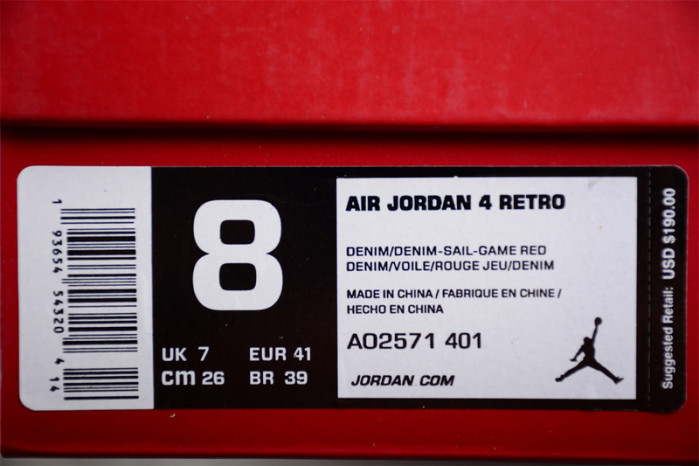 1 93654 54320 4 14
8
UK 7 EUR 41
cm 26 BR 39
AIR JORDAN 4 RETRO
DENIM/DENIM-SAIL-GAME RED
DENIM/VOILE/ROUGE JEU/DENIM
MADE IN CHINA / FABRIQUE EN CHINE /
HECHO EN CHINA
AO2571 401
JORDAN.COM
Suggested Retail: USD $190.00